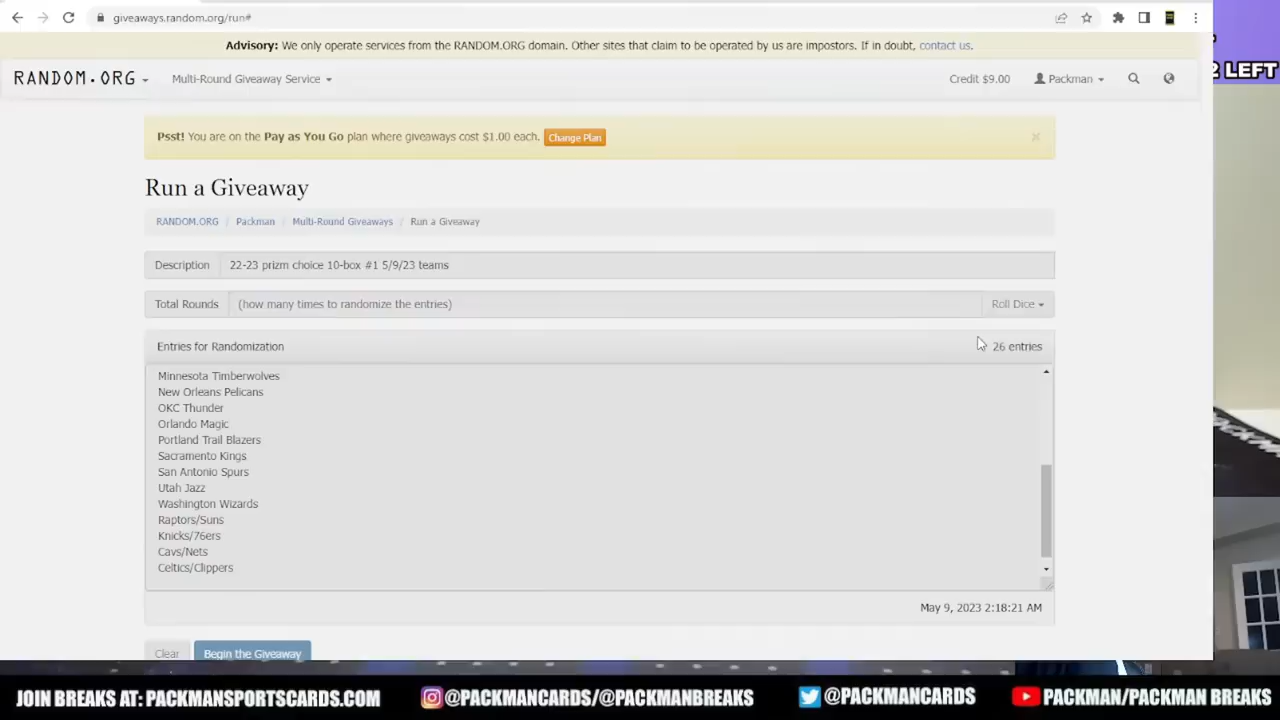 giveaways.random.org/run#
Advisory: We only operate services from the RANDOM.ORG domain. Other sites that claim to be operated by us are impostors. If in doubt, contact us.
RANDOM.ORG
Multi-Round Giveaway Service
Credit $9.00
Packman
LEFT
Psst! You are on the Pay as You Go plan where giveaways cost $1.00 each.
Change Plan
Run a Giveaway
RANDOM.ORG / Packman / Multi-Round Giveaways / Run a Giveaway
Description 22-23 prizm choice 10-box #1 5/9/23 teams
Total Rounds (how many times to randomize the entries) Roll Dice
Entries for Randomization 26 entries
Minnesota Timberwolves
New Orleans Pelicans
OKC Thunder
Orlando Magic
Portland Trail Blazers
Sacramento Kings
San Antonio Spurs
Utah Jazz
Washington Wizards
Raptors/Suns
Knicks/76ers
Cavs/Nets
Celtics/Clippers
May 9, 2023 2:18:21 AM
Clear
Begin the Giveaway
JOIN BREAKS AT: PACKMANSPORTSCARDS.COM
@PACKMANCARDS/@PACKMANBREAKS
@PACKMANCARDS
PACKMAN/PACKMAN BREAKS